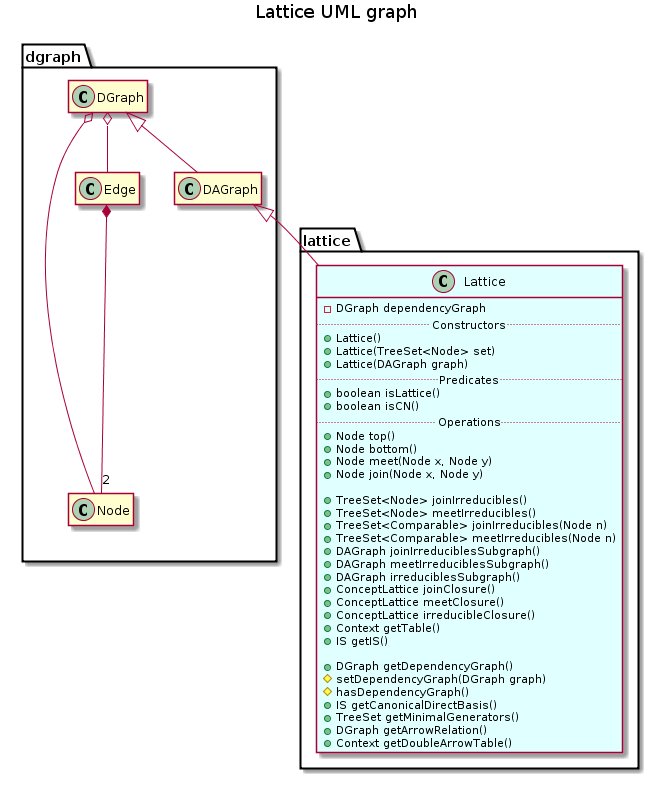 Lattice UML graph
dgraph
C DGraph
C Edge
C DAGraph
2
C Node
lattice
C Lattice
DGraph dependencyGraph
Constructors
Lattice()
Lattice(TreeSet<Node> set)
Lattice(DAGraph graph)
Predicates
boolean isLattice()
boolean isCN()
Operations
Node top()
Node bottom()
Node meet(Node x, Node y)
Node join(Node x, Node y)
TreeSet<Node> joinIrreducibles()
TreeSet<Node> meetIrreducibles()
TreeSet<Comparable> joinIrreducibles(Node n)
TreeSet<Comparable> meetIrreducibles(Node n)
DAGraph joinIrreduciblesSubgraph()
DAGraph meetIrreduciblesSubgraph()
DAGraph irreduciblesSubgraph()
ConceptLattice joinClosure()
ConceptLattice meetClosure()
ConceptLattice irreducibleClosure()
Context getTable()
IS getIS()
DGraph getDependencyGraph()
setDependencyGraph(DGraph graph)
hasDependencyGraph()
IS getCanonicalDirectBasis()
TreeSet getMinimalGenerators()
DGraph getArrowRelation()
Context getDoubleArrowTable()